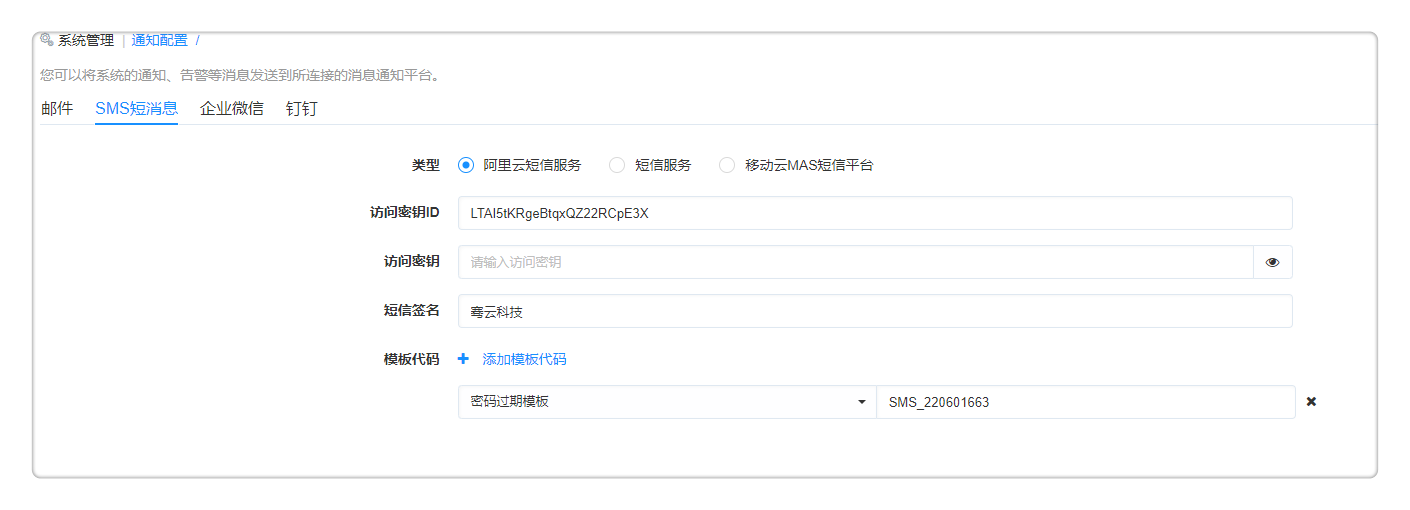 系统管理 | 通知配置 /
您可以将系统的通知、告警等消息发送到所连接的消息通知平台。
邮件 SMS短消息 企业微信 钉钉
类型 阿里云短信服务 短信服务 移动云MAS短信平台
访问密钥ID LTAI5tKRgeBtqxQZ22RCpE3X
访问密钥 请输入访问密钥
短信签名 骞云科技
模板代码 + 添加模板代码
密码过期模板 SMS_220601663